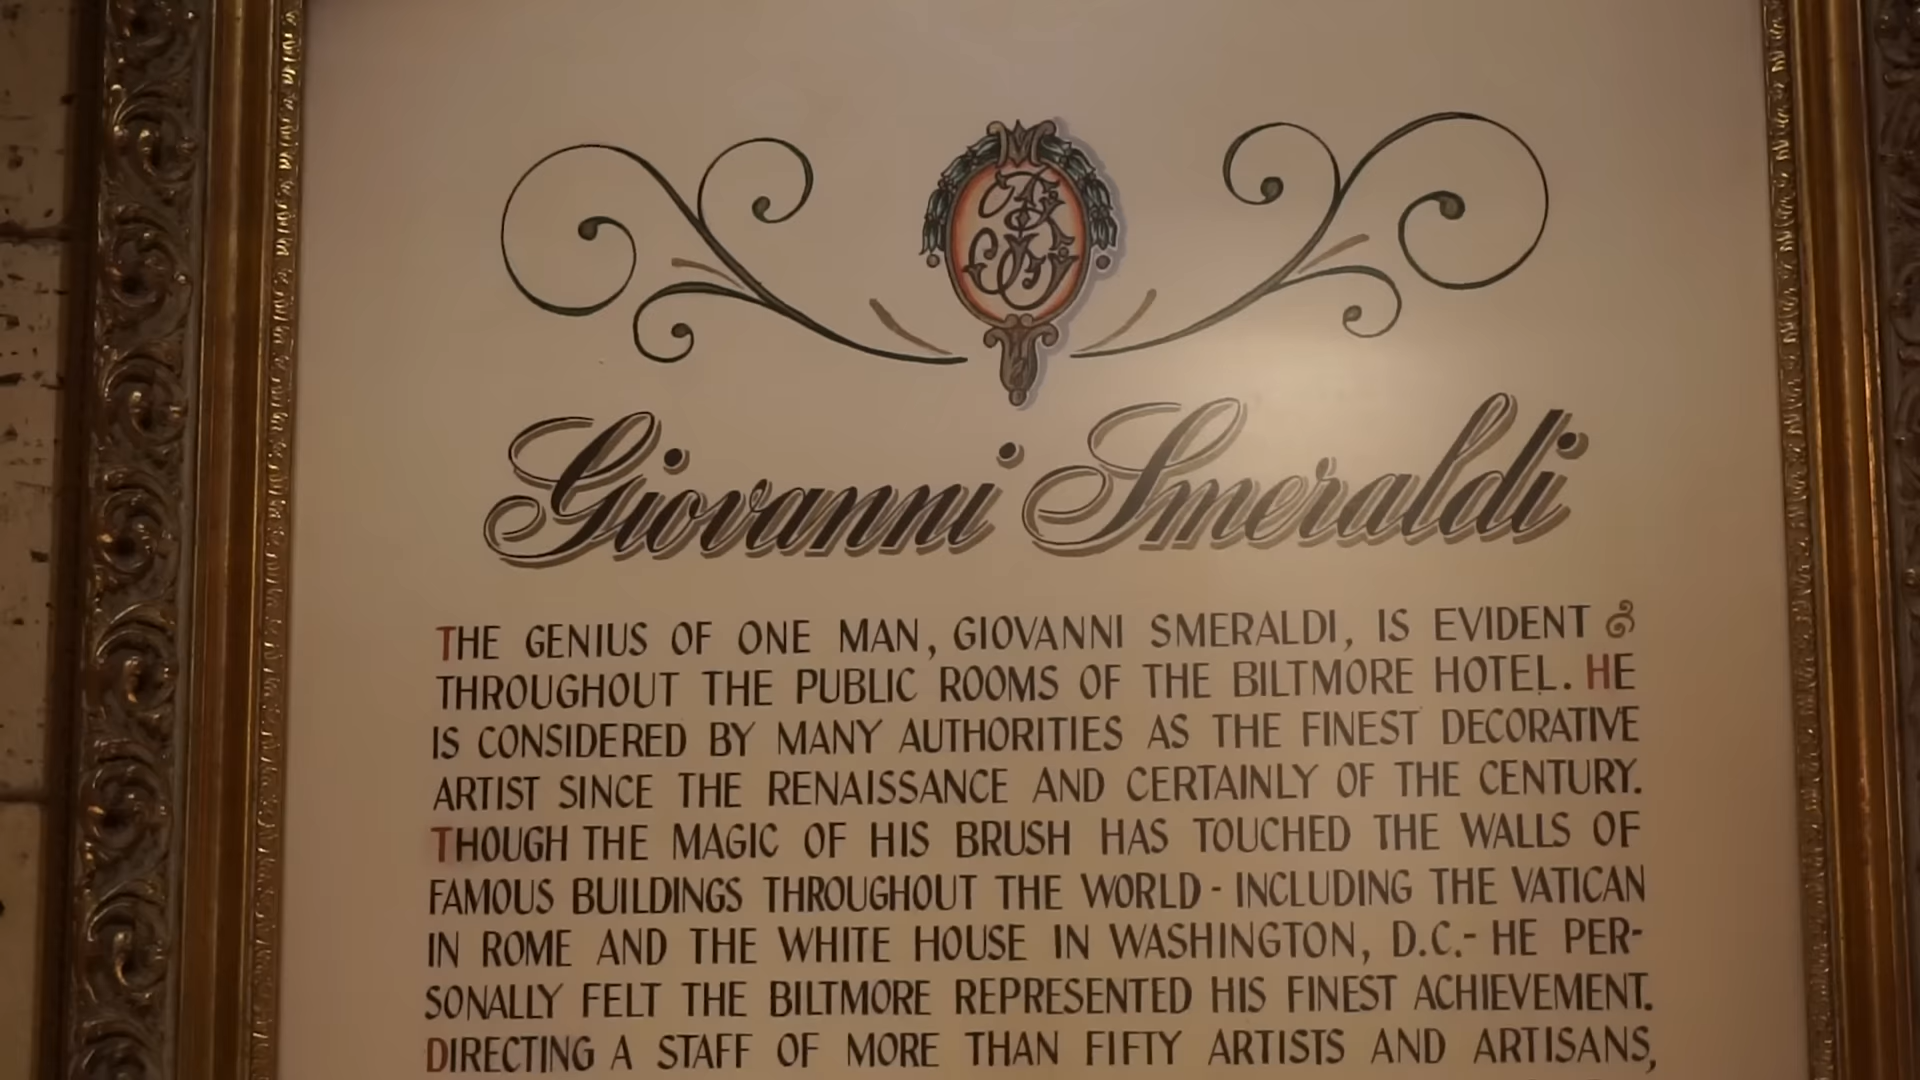 Giovanni Smeraldi
THE GENIUS OF ONE MAN, GIOVANNI SMERALDI, IS EVIDENT
THROUGHOUT THE PUBLIC ROOMS OF THE BILTMORE HOTEL. HE
IS CONSIDERED BY MANY AUTHORITIES AS THE FINEST DECORATIVE
ARTIST SINCE THE RENAISSANCE AND CERTAINLY OF THE CENTURY.
THOUGH THE MAGIC OF HIS BRUSH HAS TOUCHED THE WALLS OF
FAMOUS BUILDINGS THROUGHOUT THE WORLD - INCLUDING THE VATICAN
IN ROME AND THE WHITE HOUSE IN WASHINGTON, D.C.- HE PER-
SONALLY FELT THE BILTMORE REPRESENTED HIS FINEST ACHIEVEMENT.
DIRECTING A STAFF OF MORE THAN FIFTY ARTISTS AND ARTISANS,